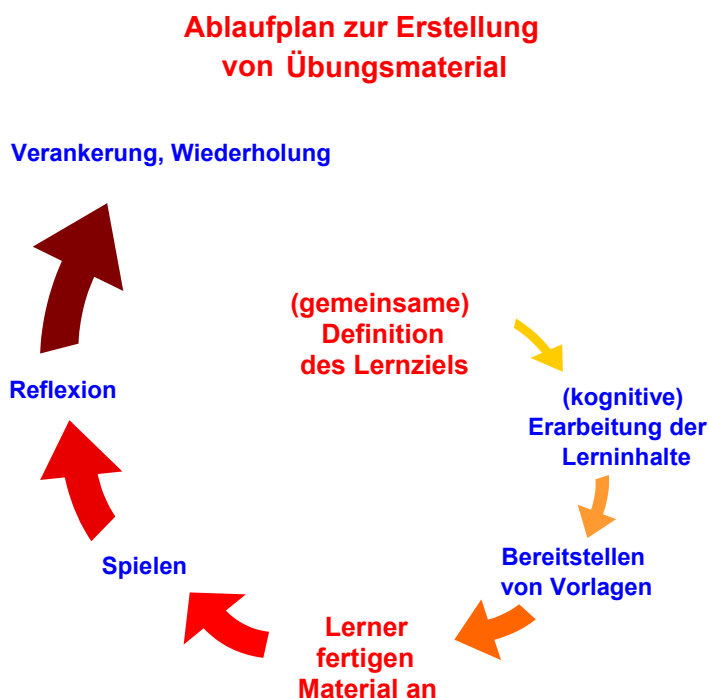 Ablaufplan zur Erstellung
von Übungsmaterial
Verankerung, Wiederholung
(gemeinsame)
Definition
des Lernziels
(kognitive)
Erarbeitung der
Lerninhalte
Bereitstellen
von Vorlagen
Lerner
fertigen
Material an
Spielen
Reflexion